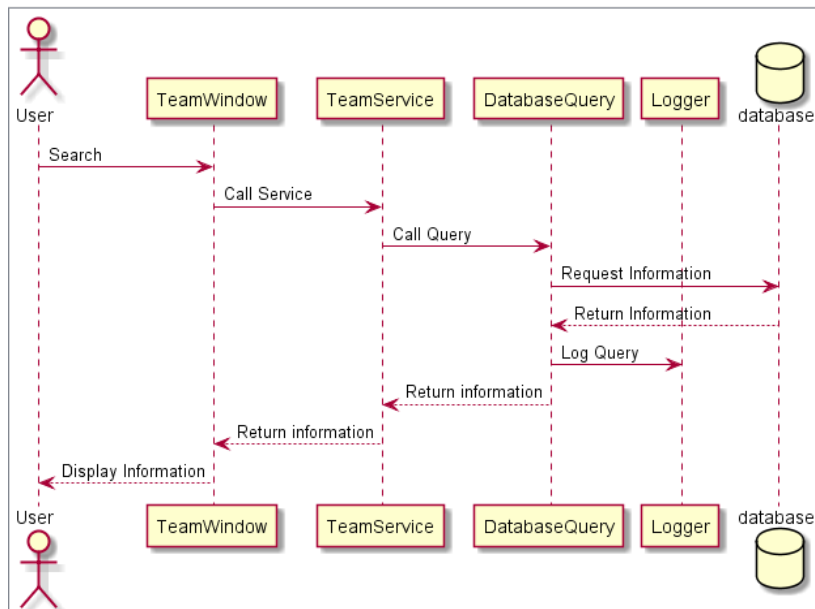 User
TeamWindow
TeamService
DatabaseQuery
Logger
database
Search
Call Service
Call Query
Request Information
Return Information
Log Query
Return information
Return information
Display Information
User
TeamWindow
TeamService
DatabaseQuery
Logger
database